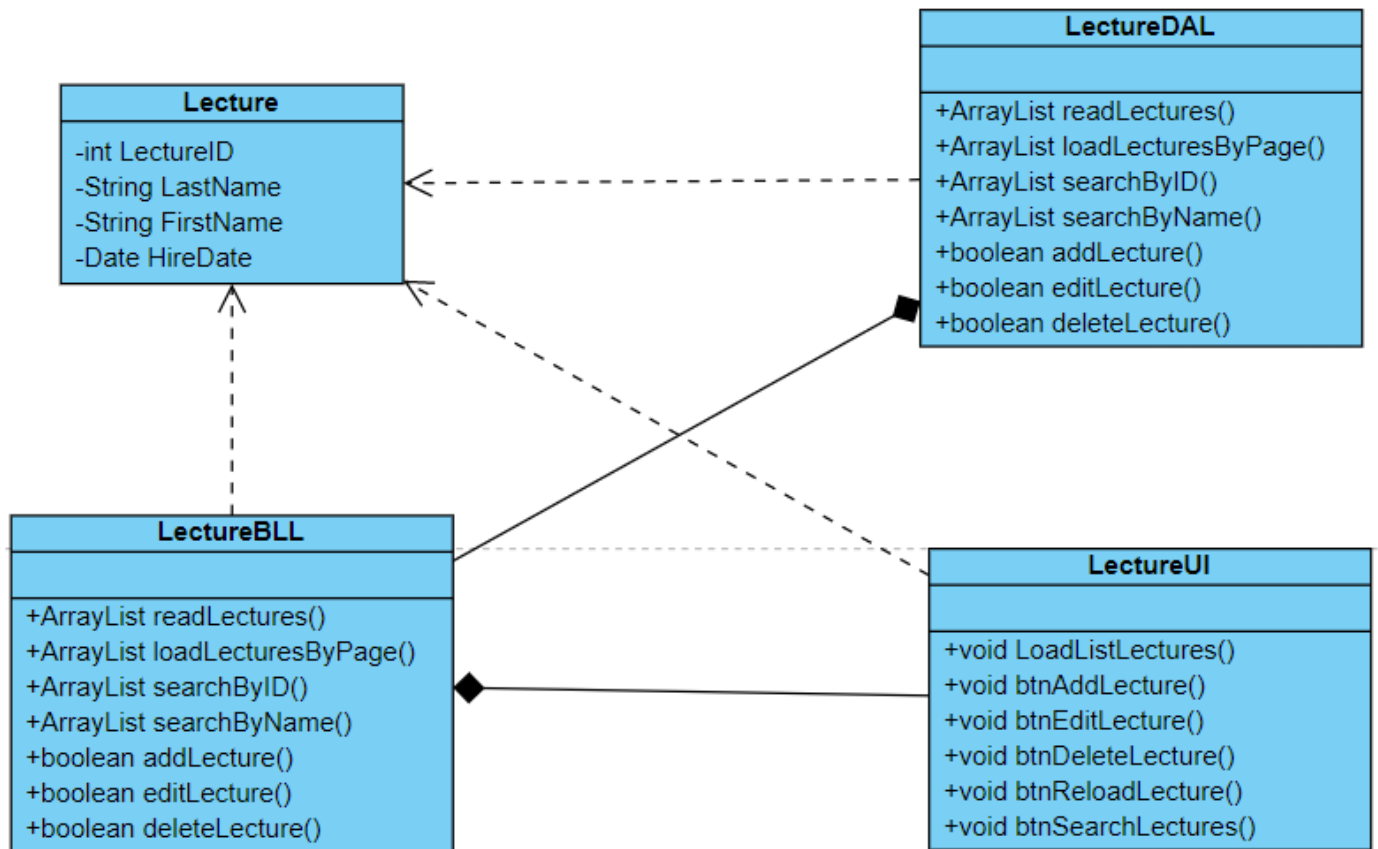 LectureDAL
+ArrayList readLectures()
+ArrayList loadLecturesByPage()
+ArrayList searchByID()
+ArrayList searchByName()
+boolean addLecture()
+boolean editLecture()
+boolean deleteLecture()
Lecture
-int LectureID
-String LastName
-String FirstName
-Date HireDate
LectureBLL
+ArrayList readLectures()
+ArrayList loadLecturesByPage()
+ArrayList searchByID()
+ArrayList searchByName()
+boolean addLecture()
+boolean editLecture()
+boolean deleteLecture()
LectureUI
+void LoadListLectures()
+void btnAddLecture()
+void btnEditLecture()
+void btnDeleteLecture()
+void btnReloadLecture()
+void btnSearchLectures()